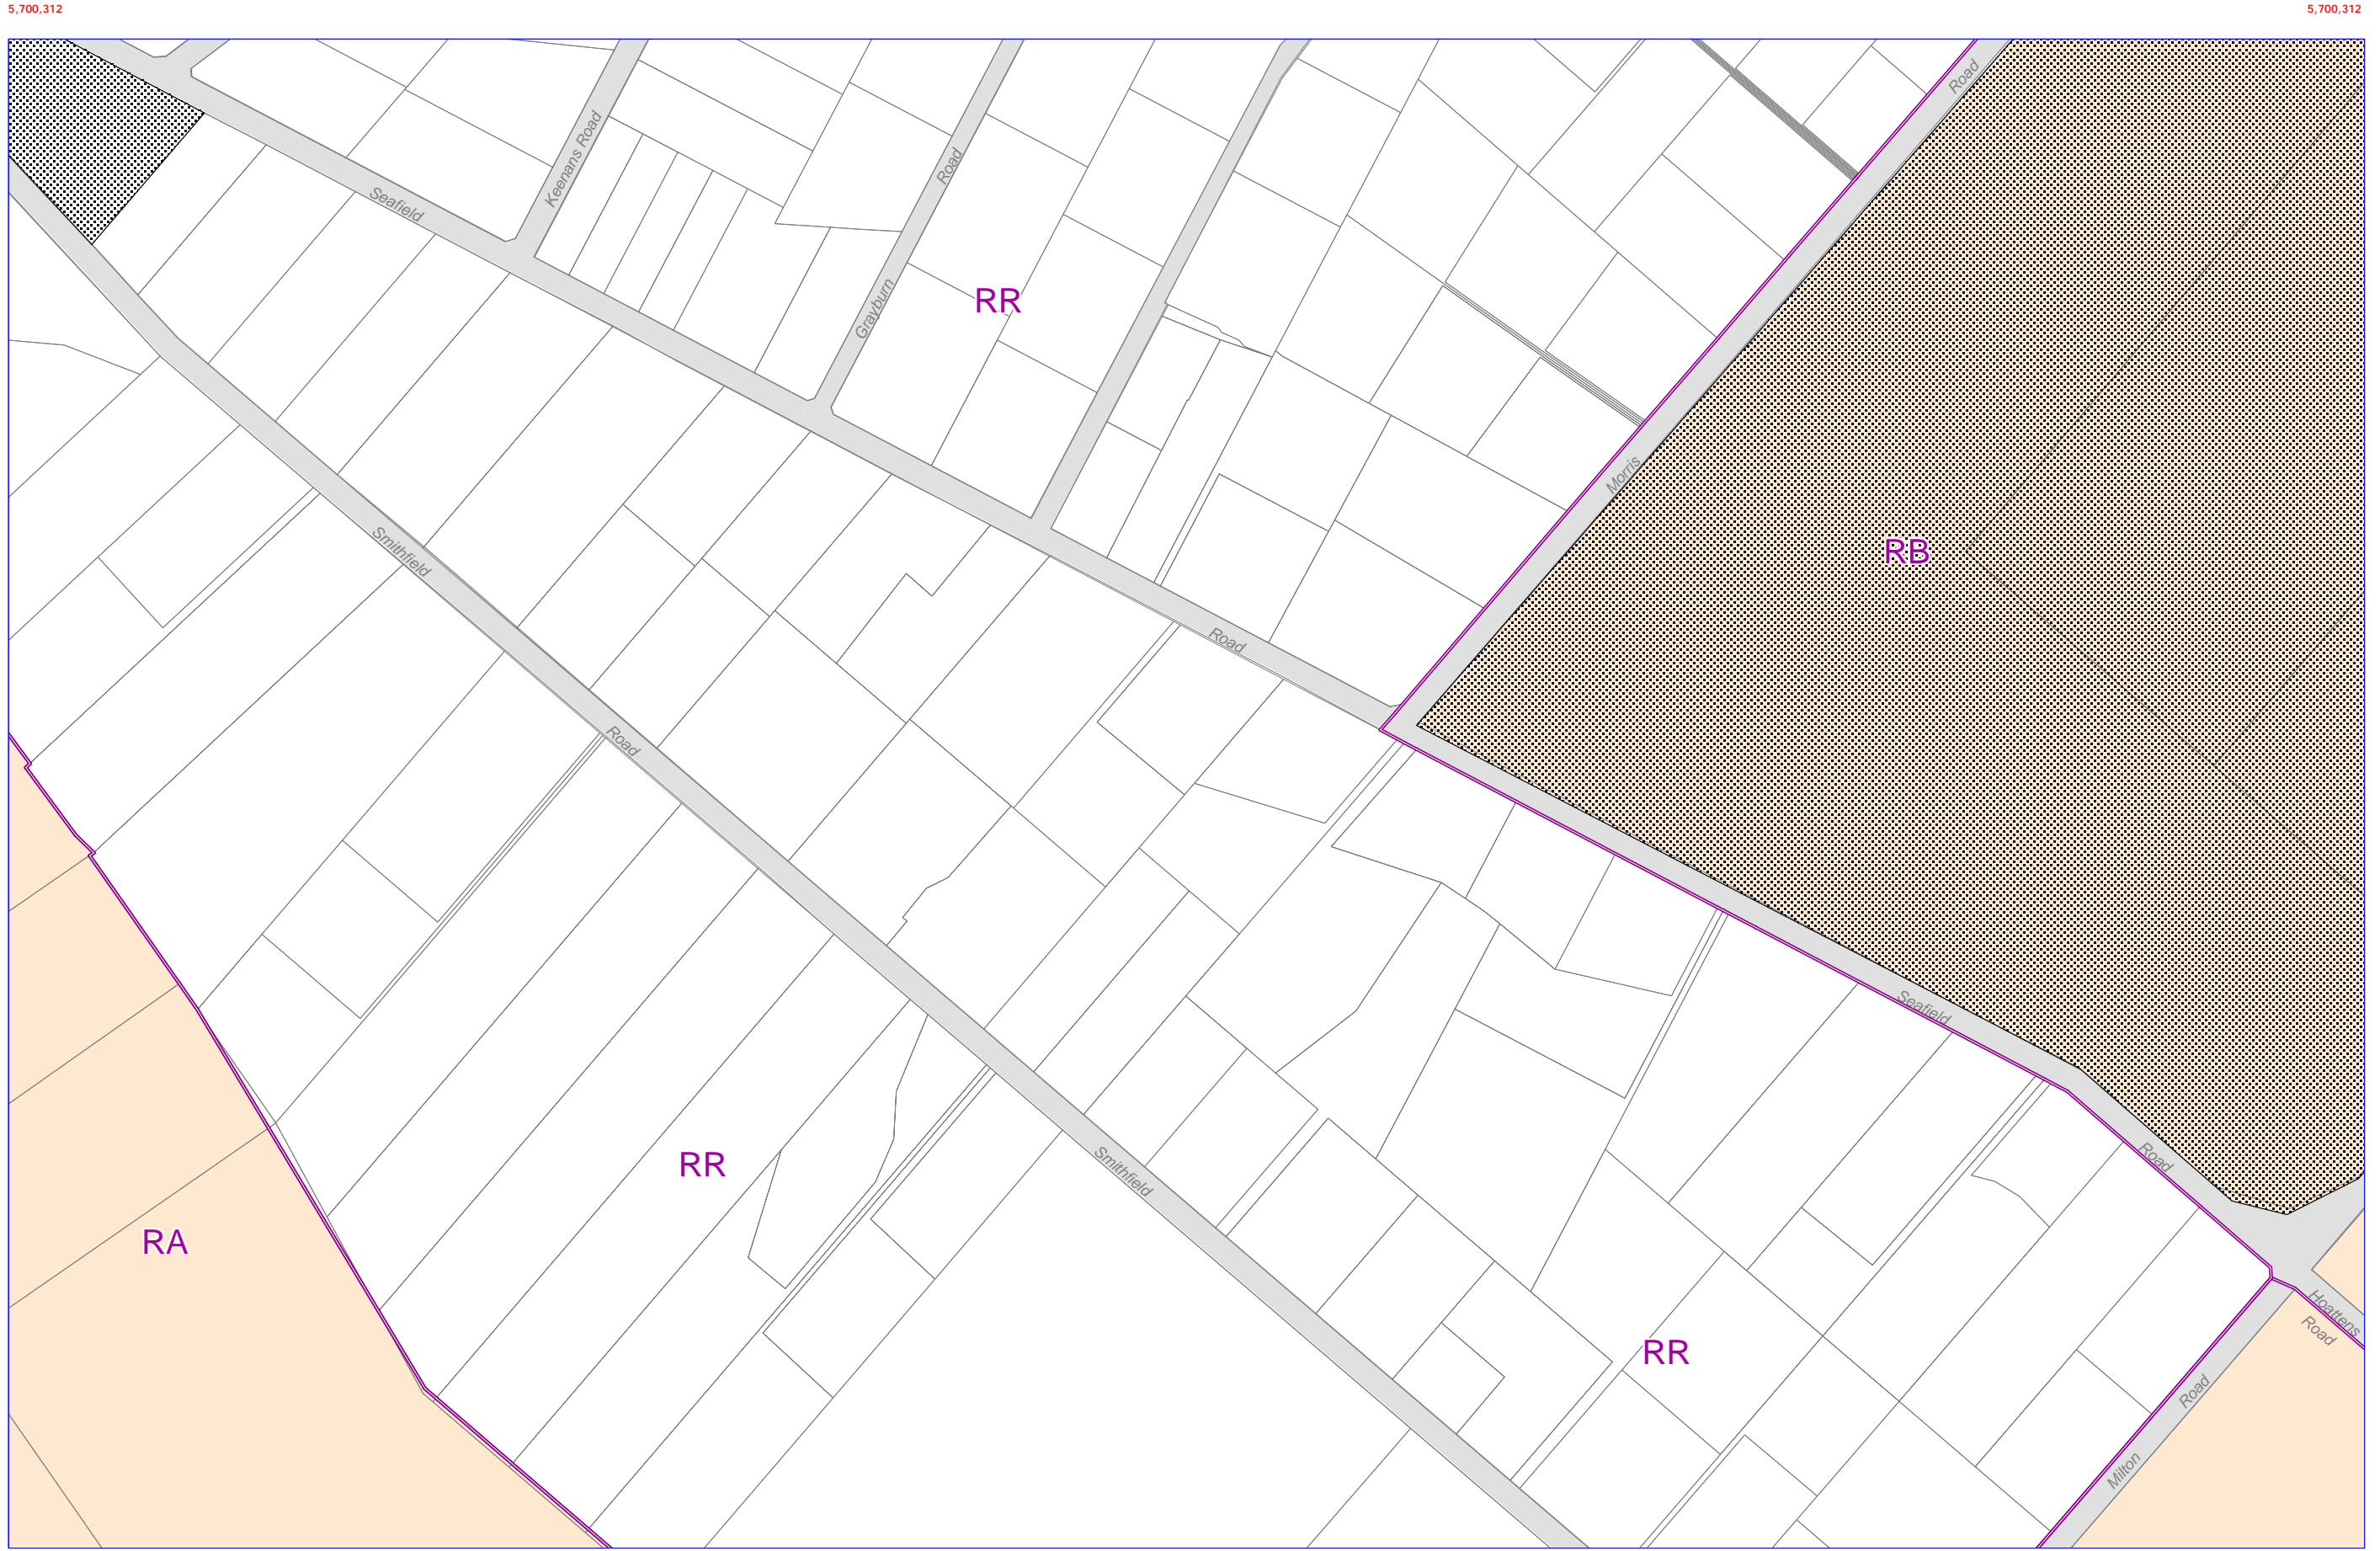 5,700,312
5,700,312
Road
Keenans Road
Road
Seafield
RR
Grayburn
Morris
Smithfield
RB
Road
Road
Seafield
Road
RR
Smithfield
RA
Hoattens
Road
RR
Road
Milton